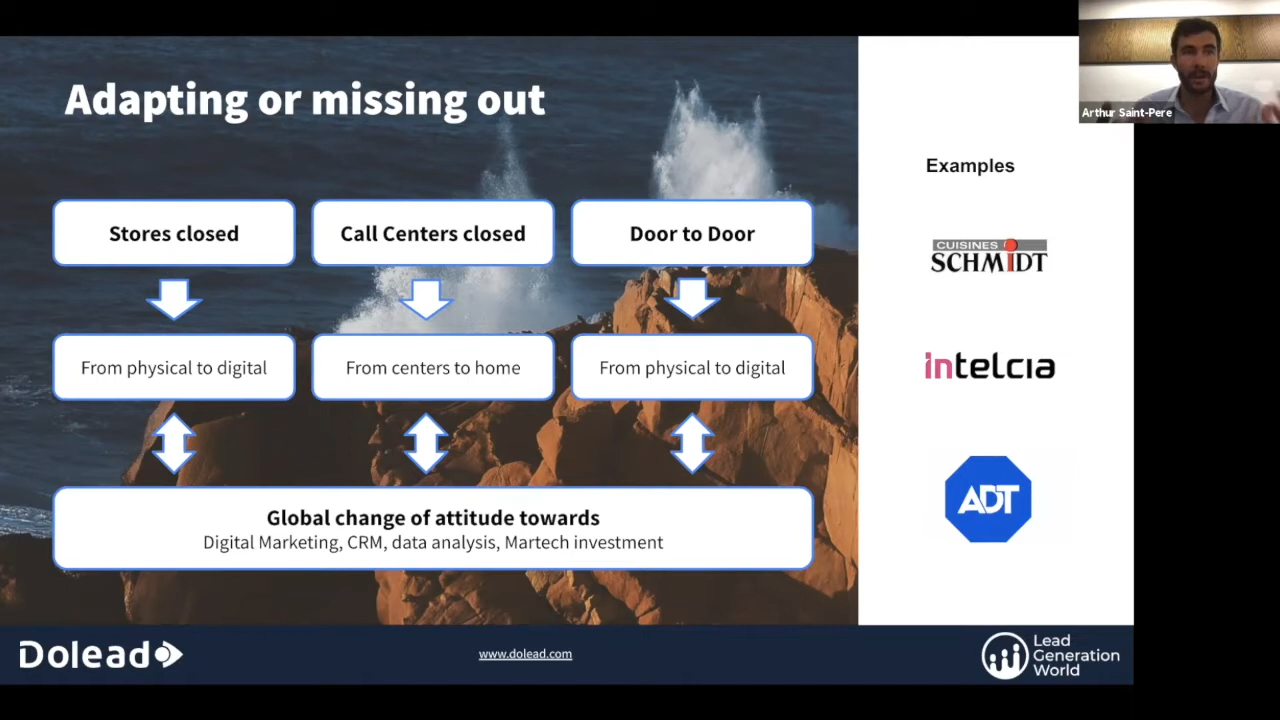 Adapting or missing out
Stores closed
Call Centers closed
Door to Door
From physical to digital
From centers to home
From physical to digital
Global change of attitude towards
Digital Marketing, CRM, data analysis, Martech investment
Examples
CUISINES
SCHMIDT
intelcia
ADT
Arthur Saint-Pere
Dolead
www.dolead.com
Lead
Generation
World